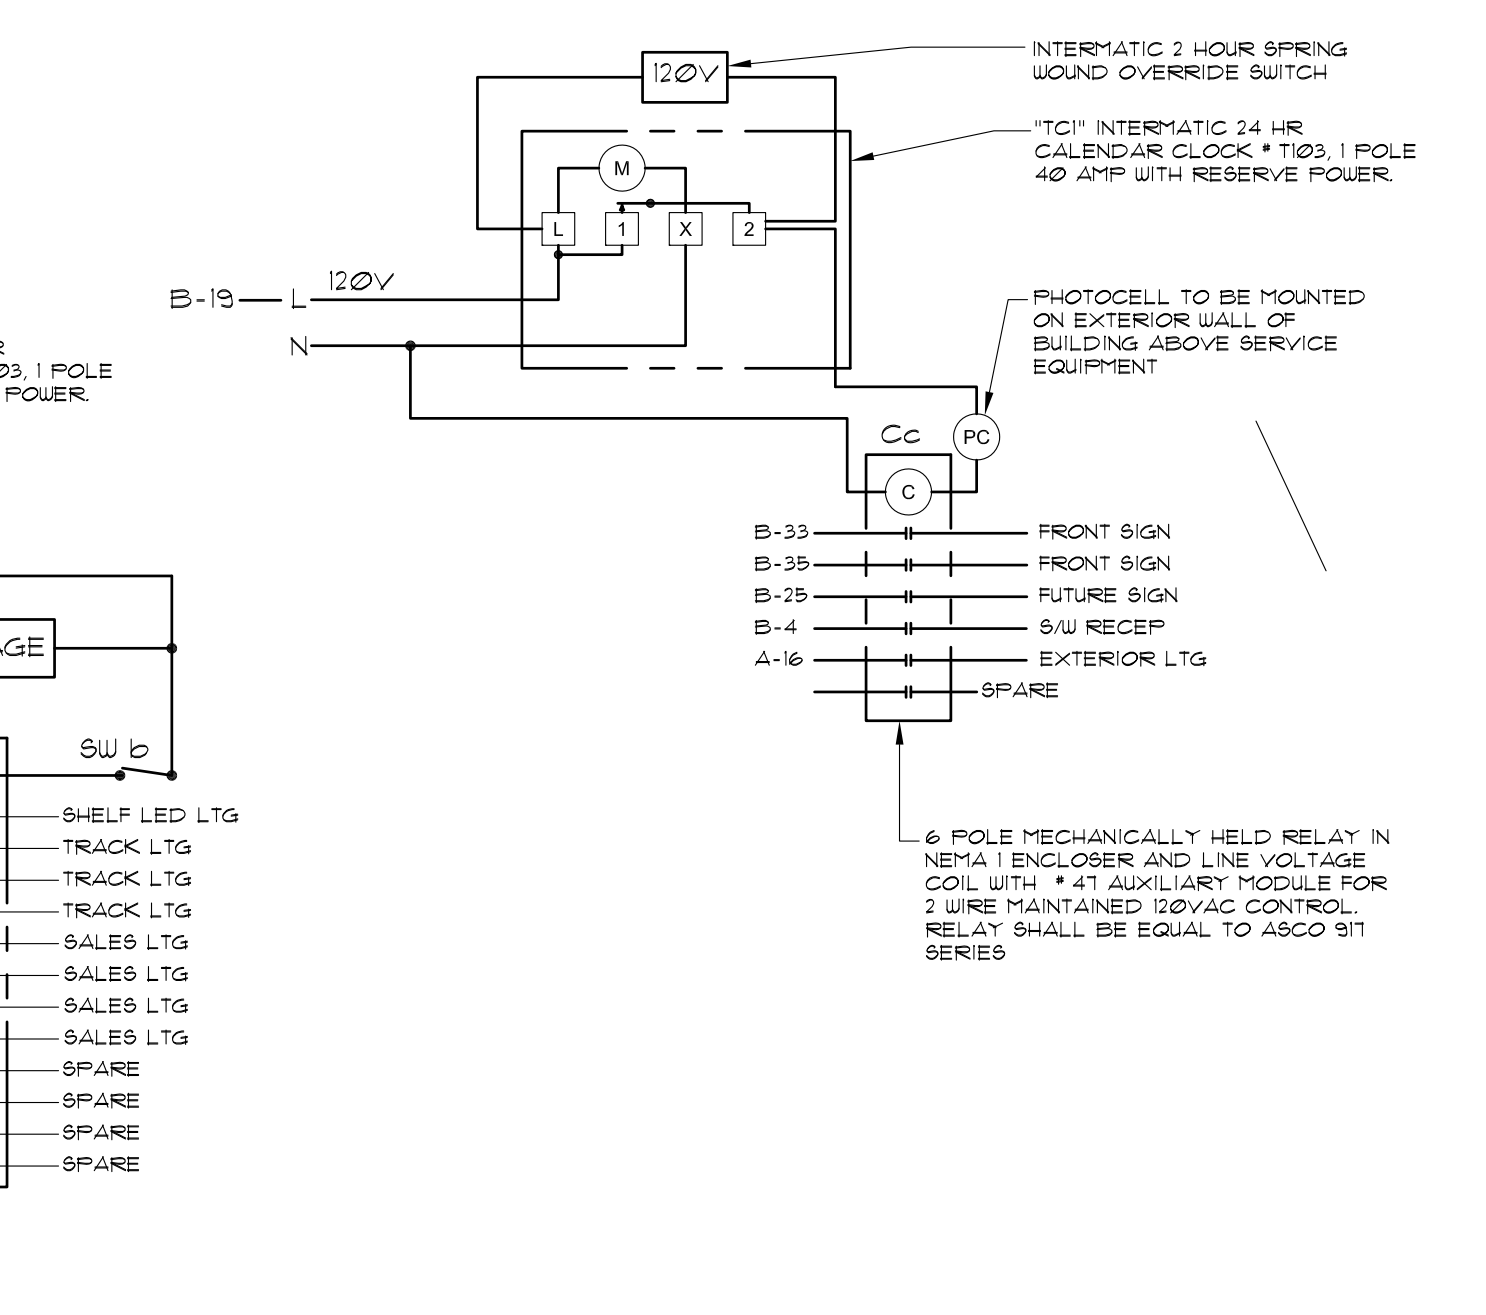 INTERMATIC 2 HOUR SPRING
WOUND OVERRIDE SWITCH
120V
"TC1" INTERMATIC 24 HR
CALENDAR CLOCK # T103, 1 POLE
40 AMP WITH RESERVE POWER.
M
L
1
X
2
B-19
L
120V
N
PHOTOCELL TO BE MOUNTED
ON EXTERIOR WALL OF
BUILDING ABOVE SERVICE
EQUIPMENT
03, 1 POLE
POWER.
Cc
PC
C
B-33 FRONT SIGN
B-35 FRONT SIGN
B-25 FUTURE SIGN
B-4 S/W RECEP
A-16 EXTERIOR LTG
SPARE
6 POLE MECHANICALLY HELD RELAY IN
NEMA 1 ENCLOSER AND LINE VOLTAGE
COIL WITH # 47 AUXILIARY MODULE FOR
2 WIRE MAINTAINED 120VAC CONTROL.
RELAY SHALL BE EQUAL TO ASCO 917
SERIES
AGE
SW b
SHELF LED LTG
TRACK LTG
TRACK LTG
TRACK LTG
SALES LTG
SALES LTG
SALES LTG
SALES LTG
SPARE
SPARE
SPARE
SPARE